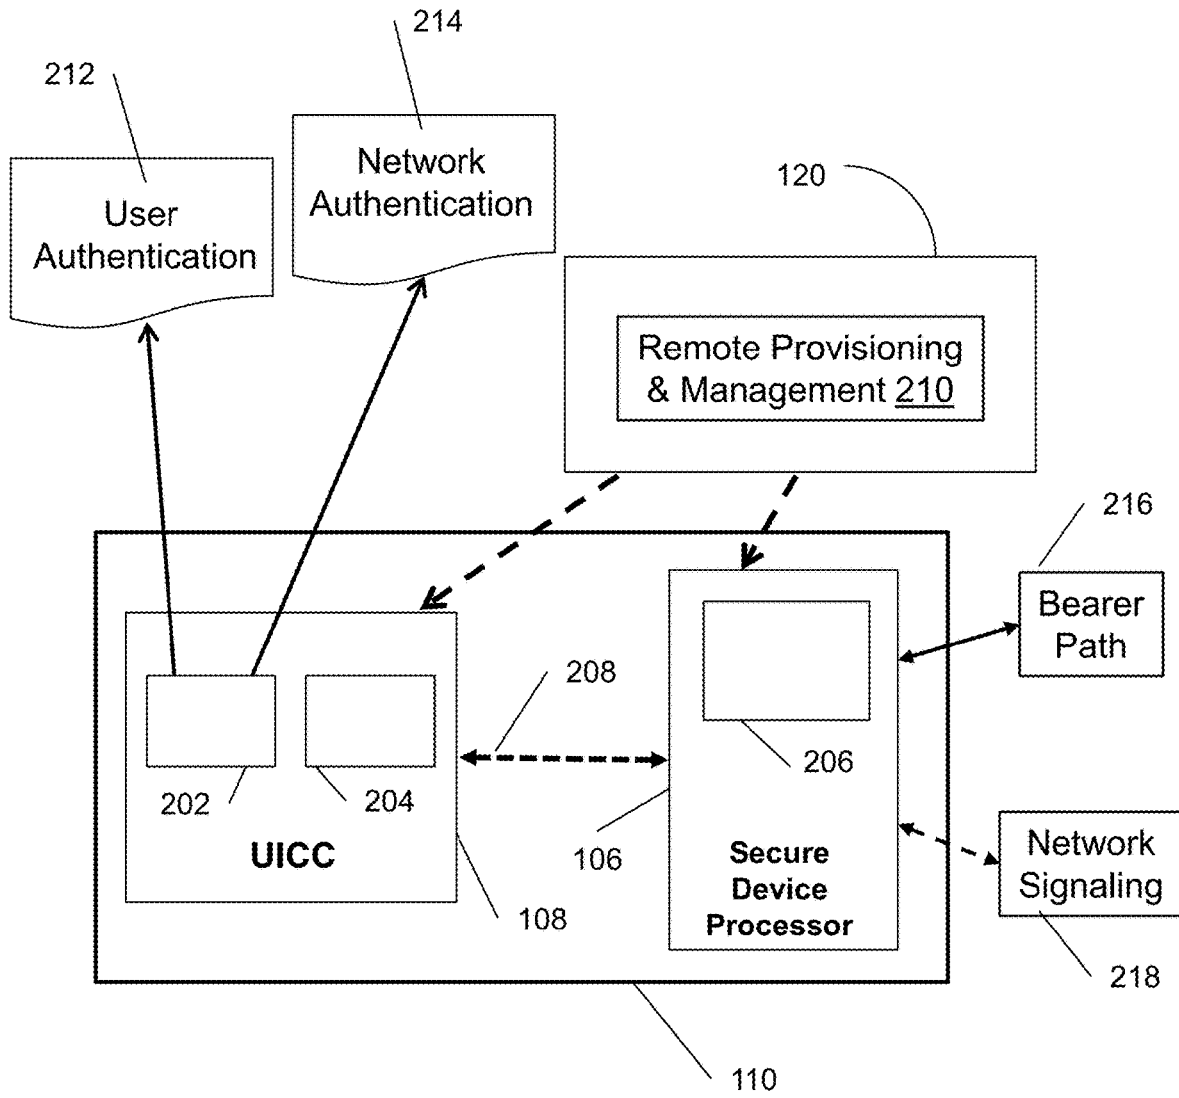 214
212
Network
Authentication
User
Authentication
120
Remote Provisioning
& Management 210
216
Bearer
Path
208
202
204
206
UICC
106
Secure
Device
Processor
Network
Signaling
108
218
110